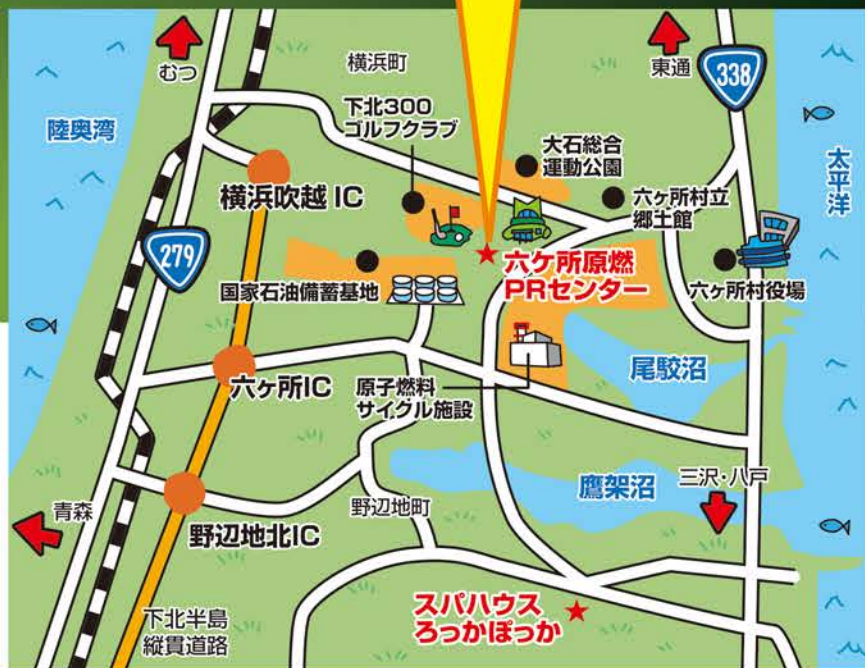 むつ
横浜町
東通
338
陸奥湾
下北300
ゴルフクラブ
大石総合
運動公園
太平洋
横浜吹越IC
六ヶ所村立
郷土館
279
国家石油備蓄基地
六ケ所原燃
PRセンター
六ヶ所村役場
尾駮沼
六ヶ所IC
原子燃料
サイクル施設
鷹架沼
三沢・八戸
青森
野辺地町
野辺地北IC
下北半島
縦貫道路
スパハウス
ろっかぽっか